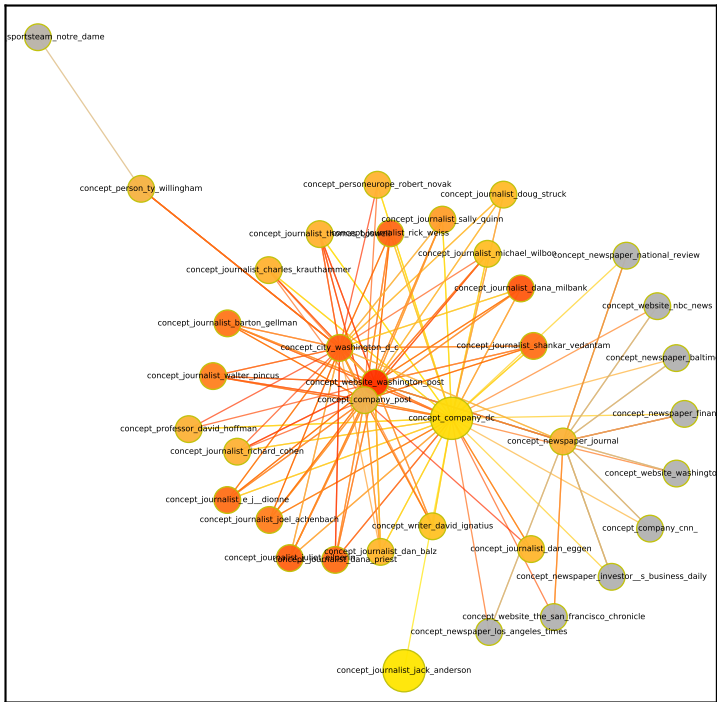 sportsteam_notre_dame
concept_person_ty_willingham
concept_personeurope_robert_novak
concept_journalist_doug_struck
concept_journalist_sally_quinn
concept_journalist_rick_weiss
concept_journalist_michael_wilbon
concept_newspaper_national_review
concept_journalist_charles_krauthammer
concept_journalist_dana_milbank
concept_website_nbc_news
concept_journalist_barton_gellman
concept_city_washington_d_c
concept_journalist_shankar_vedantam
concept_newspaper_baltim
concept_journalist_walter_pincus
concept_website_washington_post
concept_company_post
concept_company_dc
concept_newspaper_finan
concept_professor_david_hoffman
concept_newspaper_journal
concept_journalist_richard_cohen
concept_website_washingto
concept_journalist_e_j__dionne
concept_journalist_joel_achenbach
concept_writer_david_ignatius
concept_company_cnn_
concept_journalist_dan_balz
concept_journalist_dan_eggen
concept_journalist_dana_priest
concept_newspaper_investor__s_business_daily
concept_website_the_san_francisco_chronicle
concept_newspaper_los_angeles_times
concept_journalist_jack_anderson